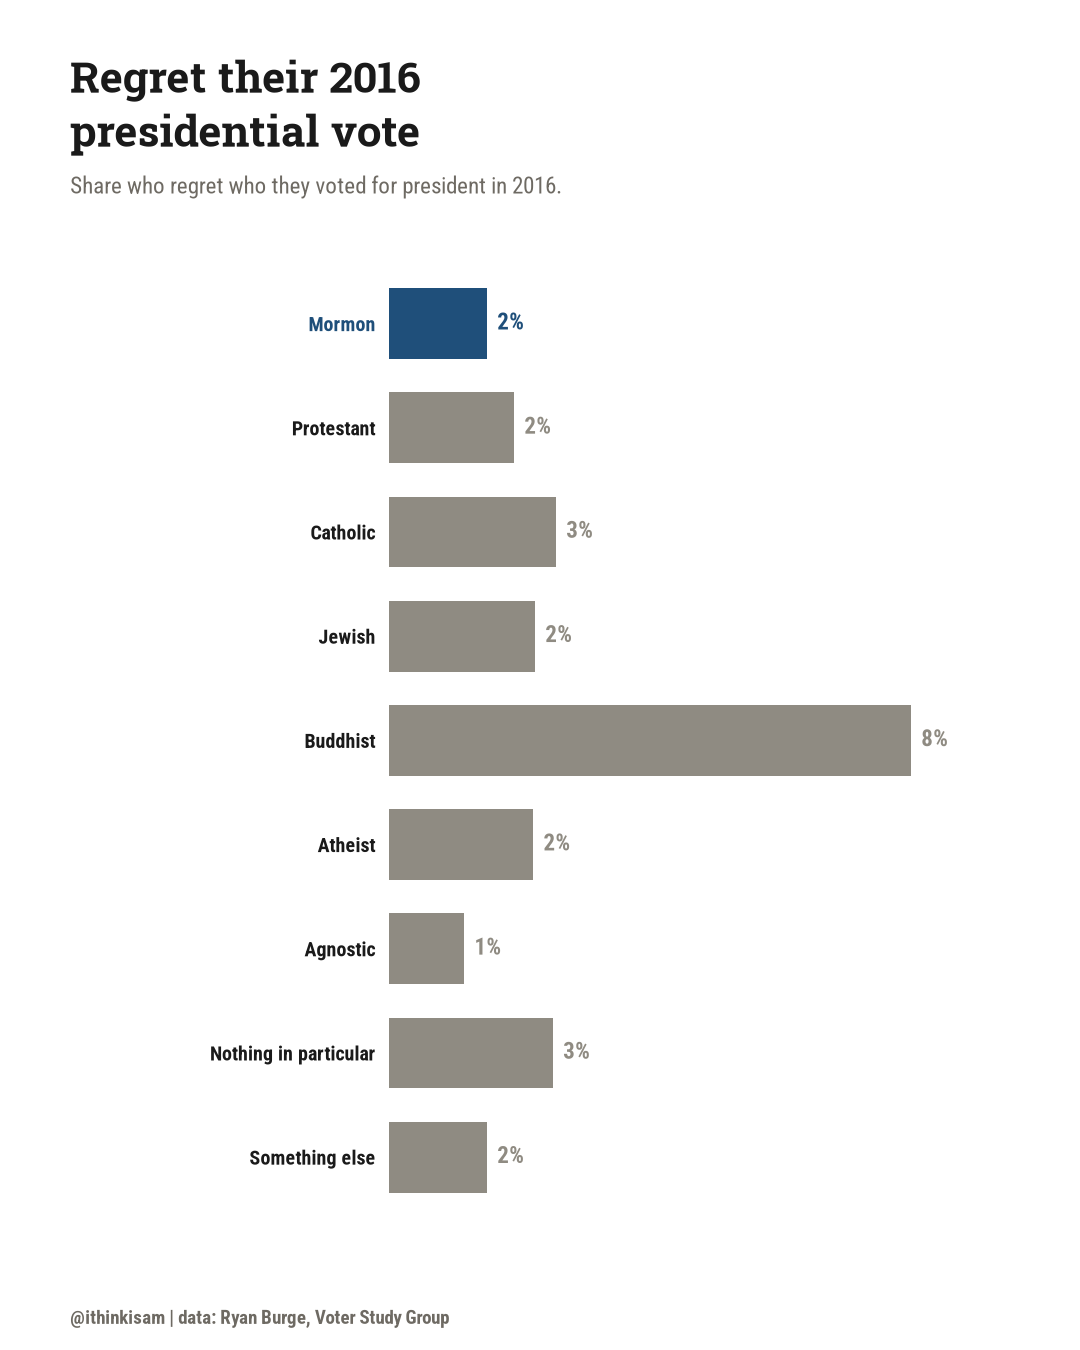 Regret their 2016
presidential vote
Share who regret who they voted for president in 2016.
Mormon 2%
Protestant 2%
Catholic 3%
Jewish 2%
Buddhist 8%
Atheist 2%
Agnostic 1%
Nothing in particular 3%
Something else 2%
@ithinkisam | data: Ryan Burge, Voter Study Group